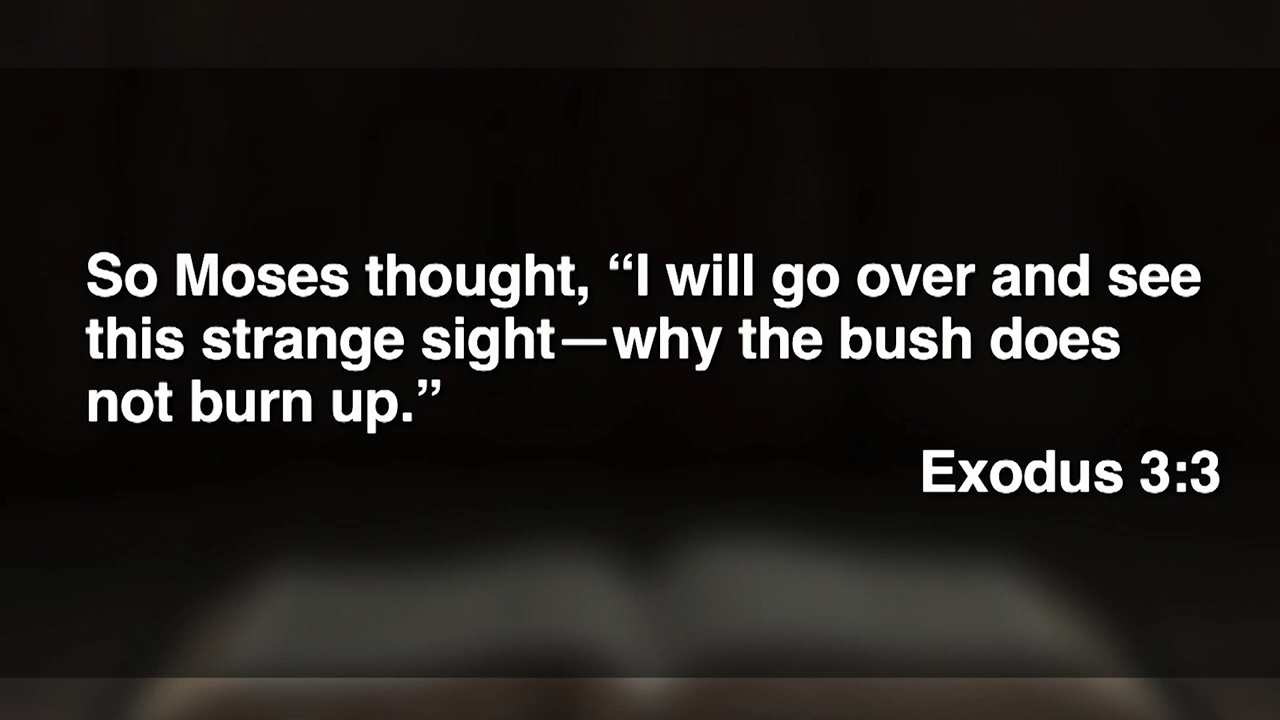 So Moses thought, “I will go over and see
this strange sight—why the bush does
not burn up.”
Exodus 3:3